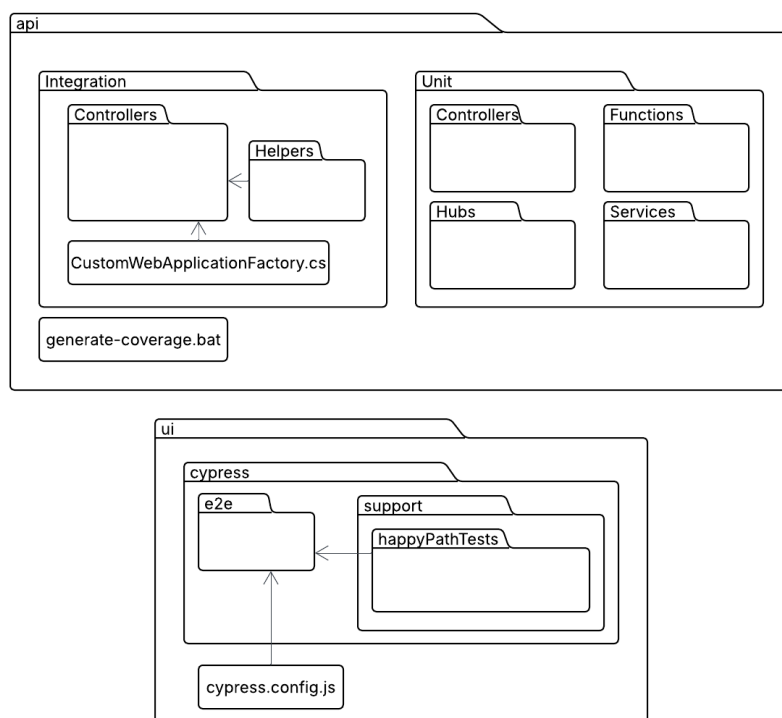 api
Integration
Controllers
Helpers
CustomWebApplicationFactory.cs
generate-coverage.bat
Unit
Controllers
Functions
Hubs
Services
ui
cypress
e2e
support
happyPathTests
cypress.config.js